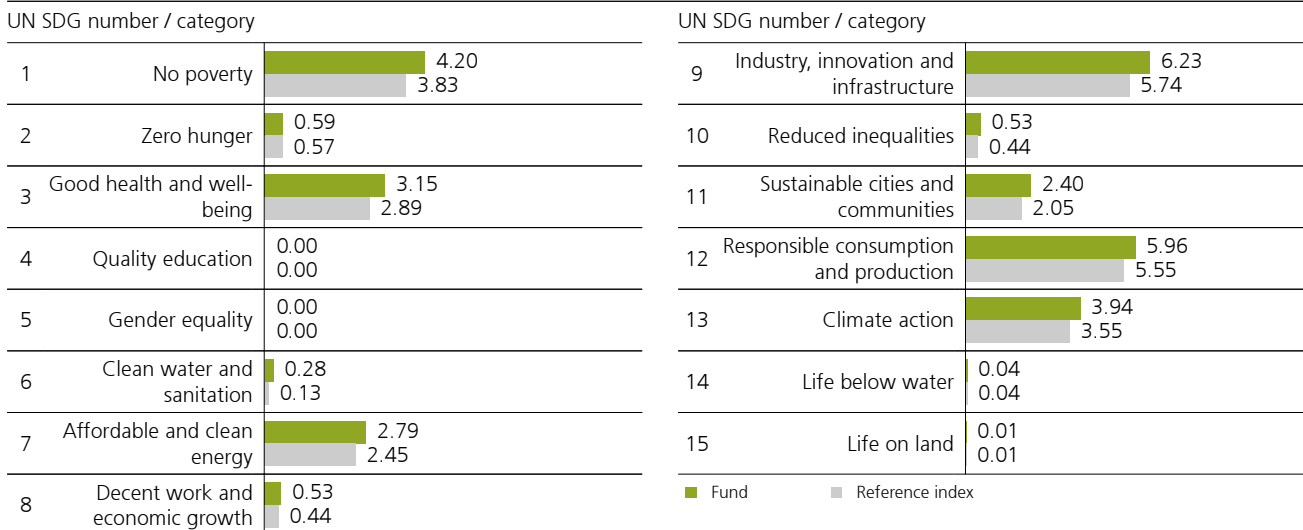 UN SDG number / category
1
No poverty
4.20
3.83
2
Zero hunger
0.59
0.57
3
Good health and well-
being
3.15
2.89
4
Quality education
0.00
0.00
5
Gender equality
0.00
0.00
6
Clean water and
sanitation
0.28
0.13
7
Affordable and clean
energy
2.79
2.45
8
Decent work and
economic growth
0.53
0.44
UN SDG number / category
9
Industry, innovation and
infrastructure
6.23
5.74
10
Reduced inequalities
0.53
0.44
11
Sustainable cities and
communities
2.40
2.05
12
Responsible consumption
and production
5.96
5.55
13
Climate action
3.94
3.55
14
Life below water
0.04
0.04
15
Life on land
0.01
0.01
Fund
Reference index